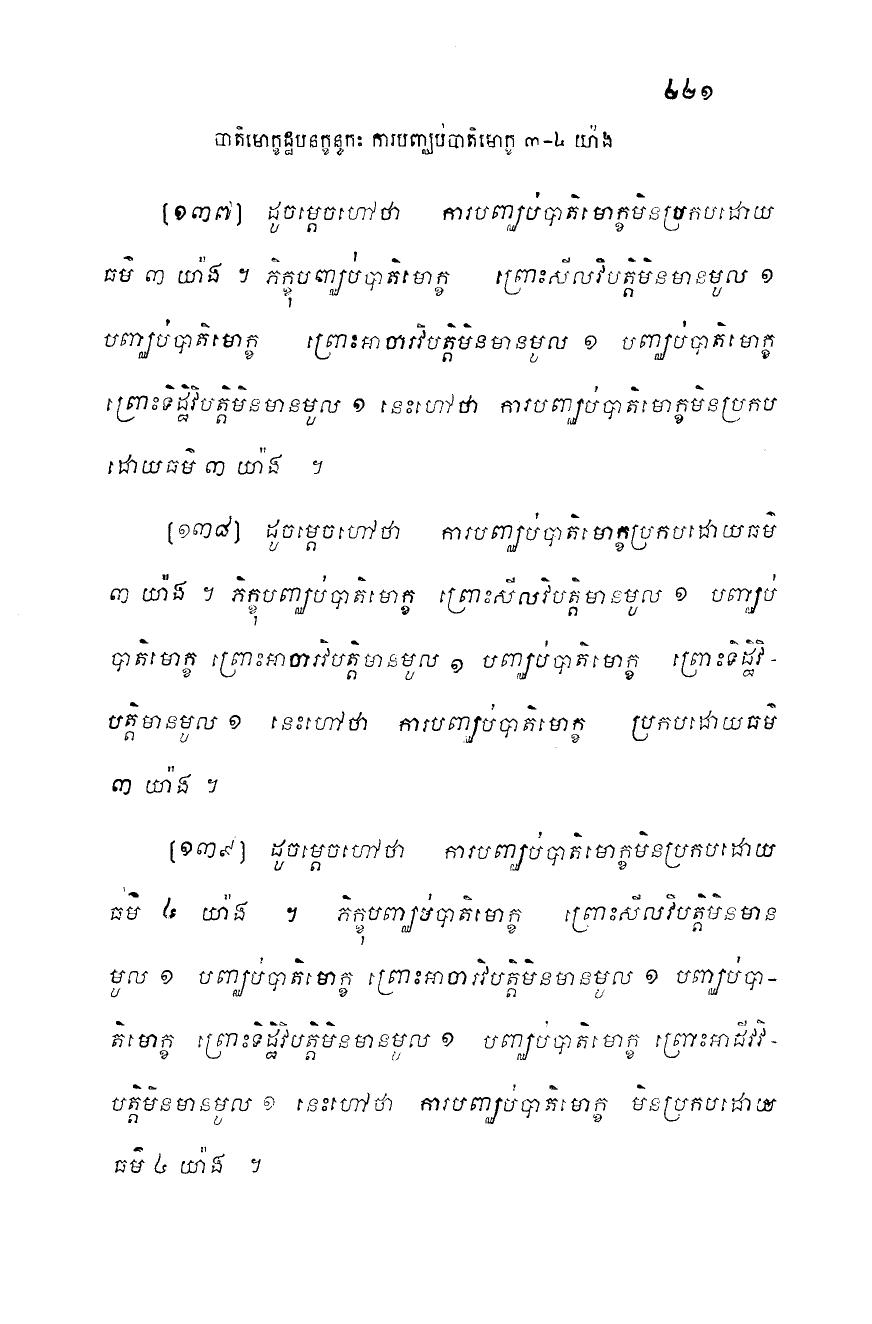 ៤៤១
បាតិមោក្ខដ្ឋបនក្ខន្ធកៈ ការបញ្ឈប់បាតិមោក្ខ ៣-៤ យ៉ាង
[១៣៧] ដូចម្តេចហៅថា ការបញ្ឈប់បាតិមោក្ខមិនប្រកបដោយ
ធម៌ ៣ យ៉ាង ។ ភិក្ខុបញ្ឈប់បាតិមោក្ខ ព្រោះសីលវិបត្តិមិនមានមូល ១
បញ្ឈប់បាតិមោក្ខ ព្រោះអាចារវិបត្តិមិនមានមូល ១ បញ្ឈប់បាតិមោក្ខ
ព្រោះទិដ្ឋិវិបត្តិមិនមានមូល ១ នេះហៅថា ការបញ្ឈប់បាតិមោក្ខមិនប្រកប
ដោយធម៌ ៣ យ៉ាង ។
[១៣៨] ដូចម្តេចហៅថា ការបញ្ឈប់បាតិមោក្ខប្រកបដោយធម៌
៣ យ៉ាង ។ ភិក្ខុបញ្ឈប់បាតិមោក្ខ ព្រោះសីលវិបត្តិមានមូល ១ បញ្ឈប់
បាតិមោក្ខ ព្រោះអាចារវិបត្តិមានមូល ១ បញ្ឈប់បាតិមោក្ខ ព្រោះទិដ្ឋិវិ-
បត្តិមានមូល ១ នេះហៅថា ការបញ្ឈប់បាតិមោក្ខ ប្រកបដោយធម៌
៣ យ៉ាង ។
[១៣៩] ដូចម្តេចហៅថា ការបញ្ឈប់បាតិមោក្ខមិនប្រកបដោយ
ធម៌ ៤ យ៉ាង ។ ភិក្ខុបញ្ឈប់បាតិមោក្ខ ព្រោះសីលវិបត្តិមិនមាន
មូល ១ បញ្ឈប់បាតិមោក្ខ ព្រោះអាចារវិបត្តិមិនមានមូល ១ បញ្ឈប់បា-
តិមោក្ខ ព្រោះទិដ្ឋិវិបត្តិមិនមានមូល ១ បញ្ឈប់បាតិមោក្ខ ព្រោះអាជីវវិ-
បត្តិមិនមានមូល ១ នេះហៅថា ការបញ្ឈប់បាតិមោក្ខ មិនប្រកបដោយ
ធម៌ ៤ យ៉ាង ។